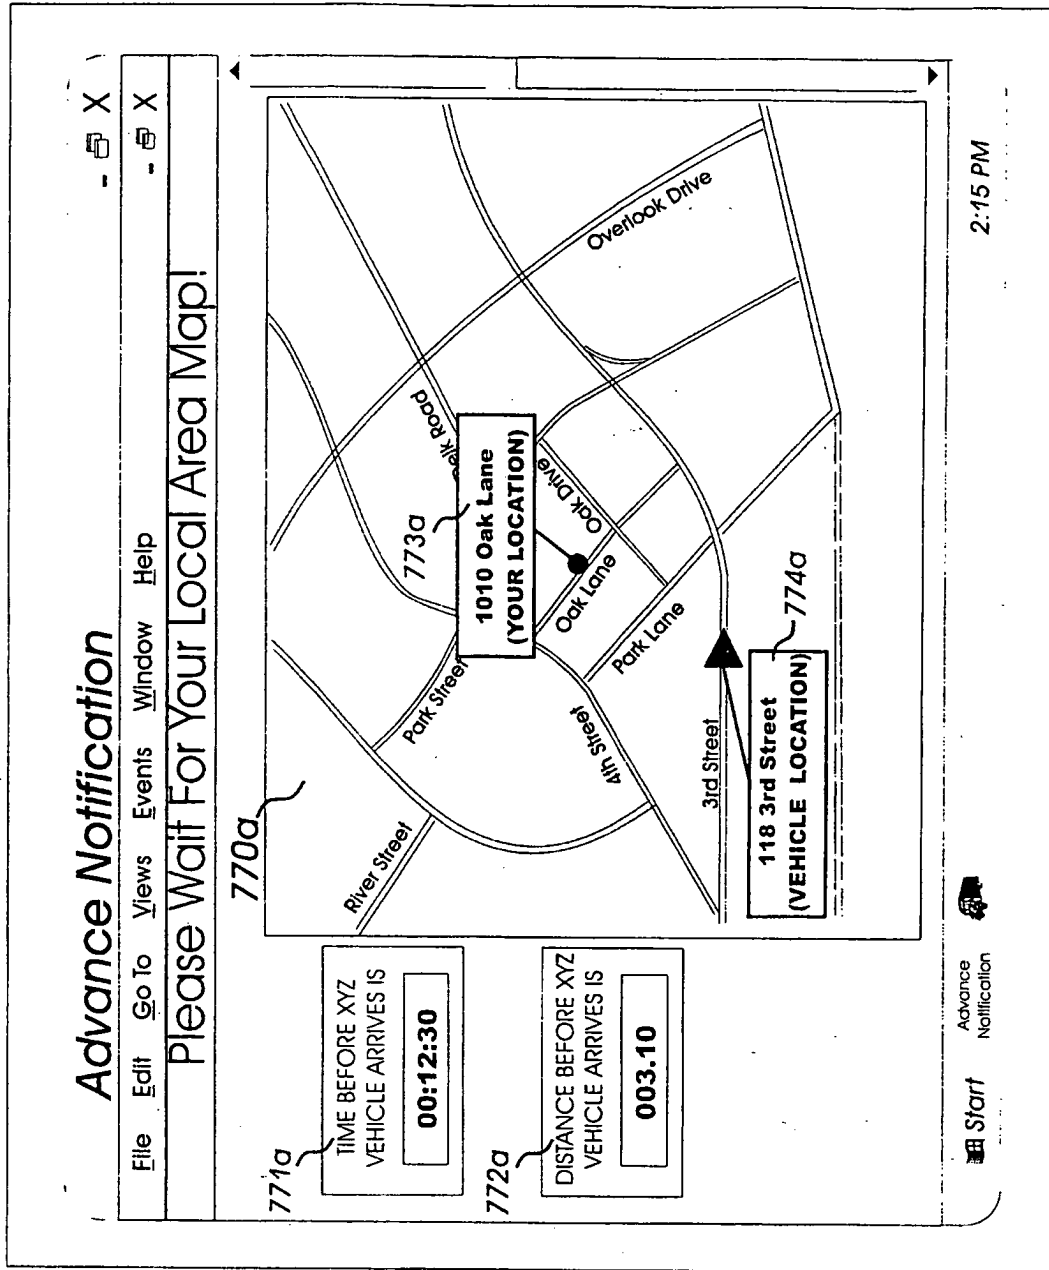 Advance Notification
File Edit Go To Views Events Window Help
Please Wait For Your Local Area Map!
771a
TIME BEFORE XYZ
VEHICLE ARRIVES IS
00:12:30
772a
DISTANCE BEFORE XYZ
VEHICLE ARRIVES IS
003.10
770a
River Street
Park Street
773a
1010 Oak Lane
(YOUR LOCATION)
elk Road
Overlook Drive
Oak Drive
Oak Lane
Park Lane
4th Street
3rd Street
118 3rd Street
(VEHICLE LOCATION)
774a
Start
Advance
Notification
2:15 PM